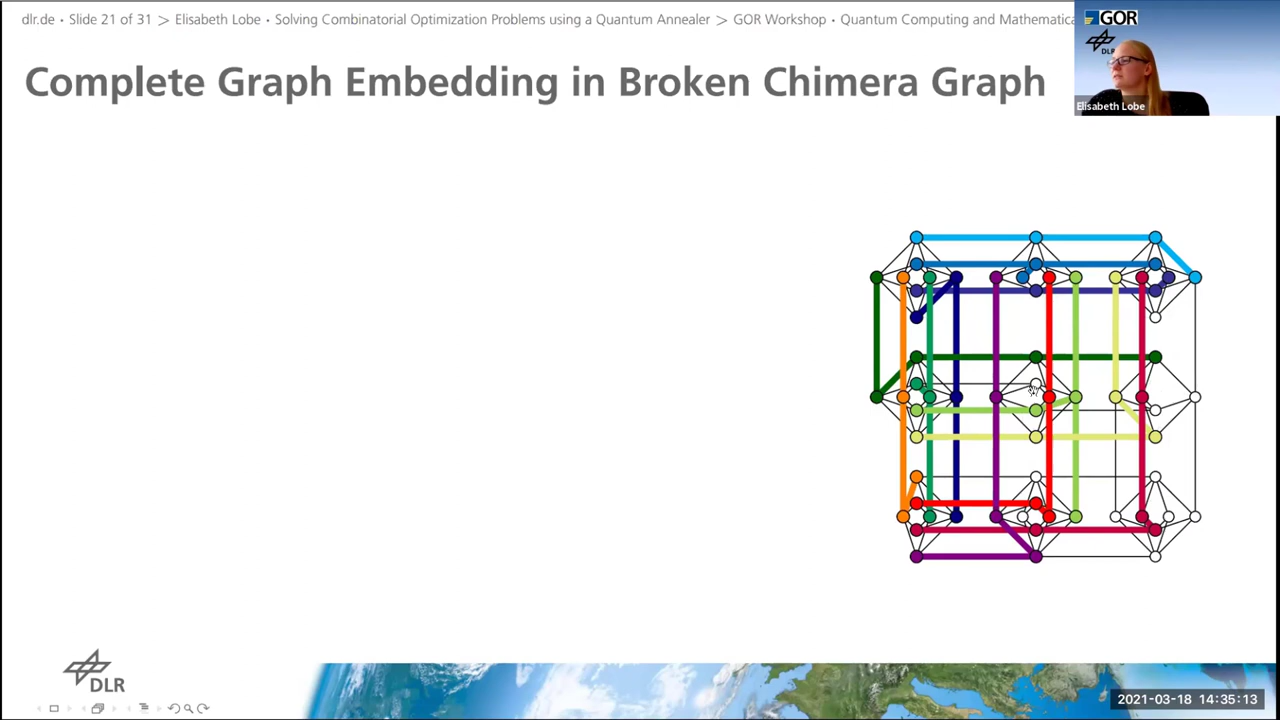 dlr.de · Slide 21 of 31 > Elisabeth Lobe · Solving Combinatorial Optimization Problems using a Quantum Annealer > GOR Workshop · Quantum Computing and Mathematica
GOR
DLR
Elisabeth Lobe
Complete Graph Embedding in Broken Chimera Graph
DLR
2021-03-18 14:35:13